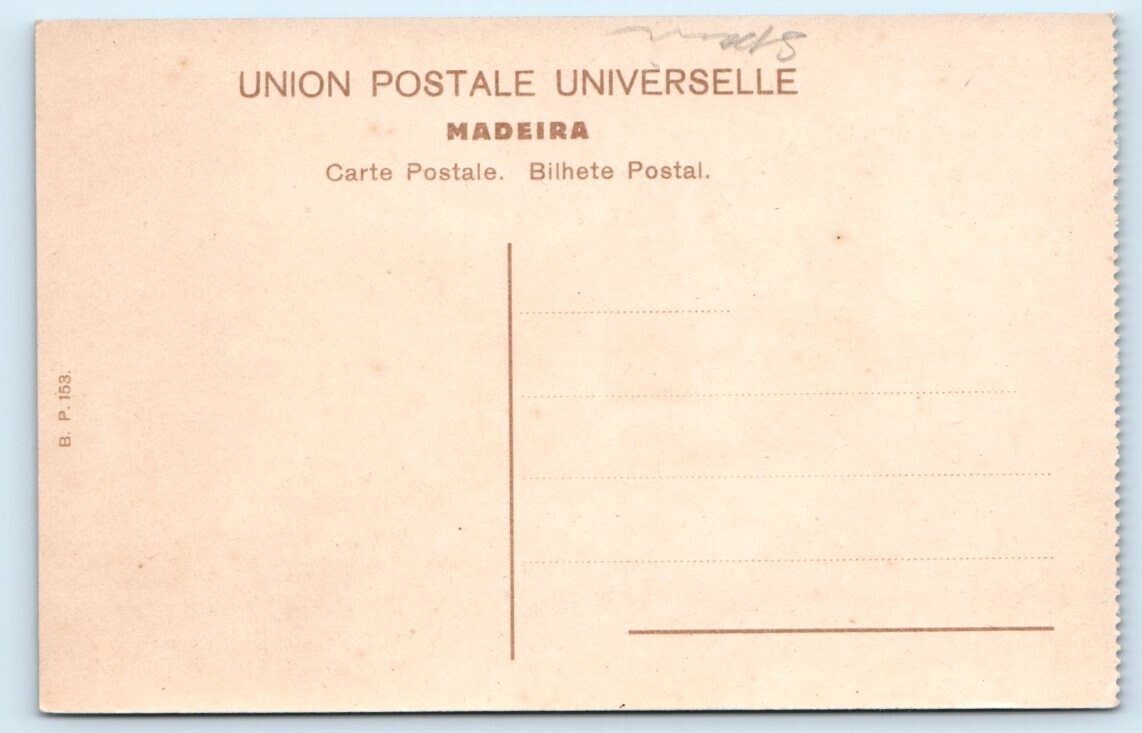 UNION POSTALE UNIVERSELLE
MADEIRA
Carte Postale. Bilhete Postal.
B. P. 153.